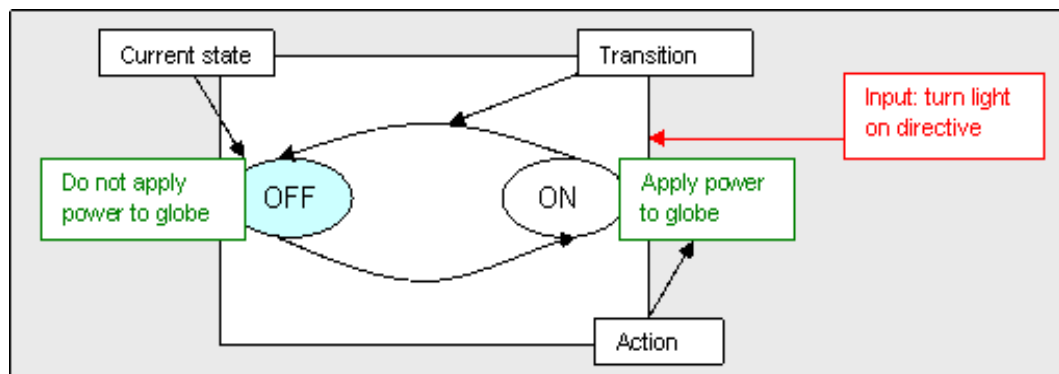 Current state
Transition
Input: turn light
on directive
Do not apply
power to globe
OFF
ON
Apply power
to globe
Action